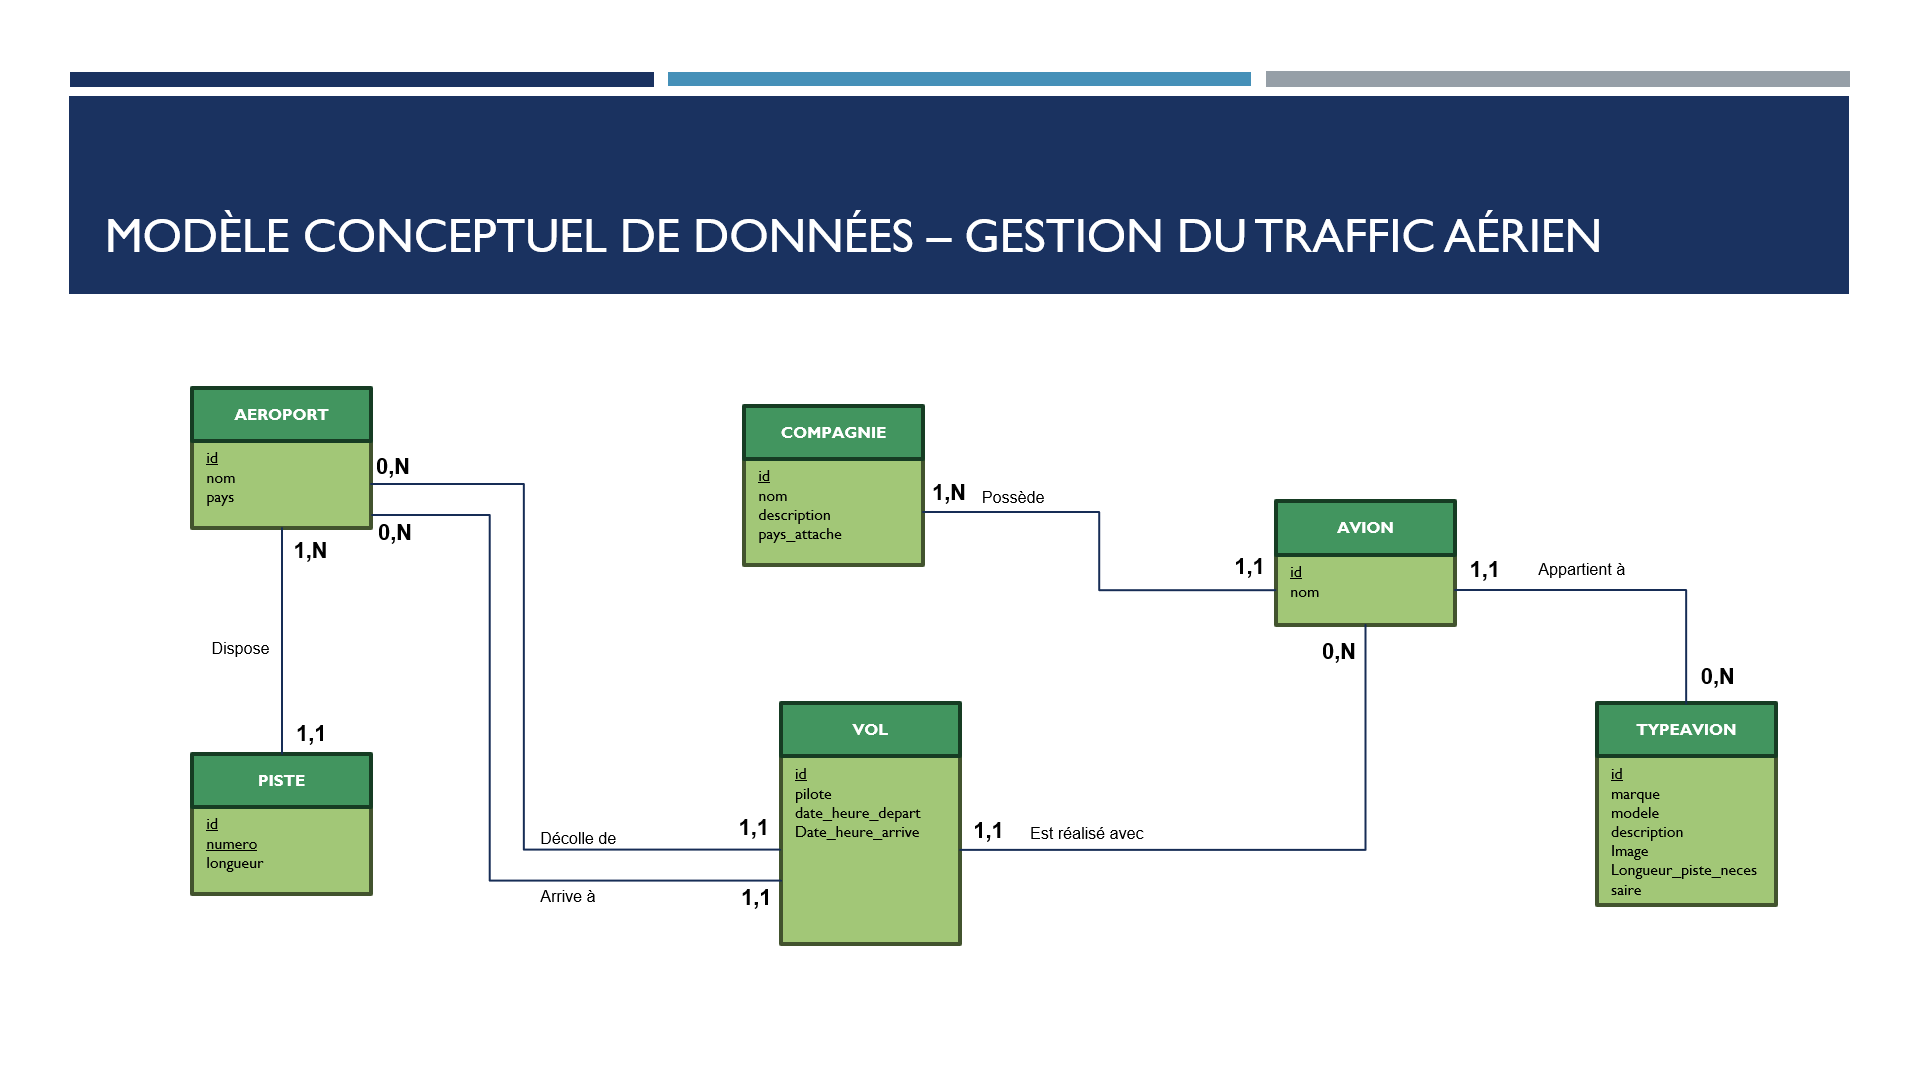 MODÈLE CONCEPTUEL DE DONNÉES – GESTION DU TRAFFIC AÉRIEN
AEROPORT
id
nom
pays
0,N
0,N
1,N
Dispose
1,1
PISTE
id
numero
longueur
COMPAGNIE
id
nom
description
pays_attache
1,N
Possède
1,1
AVION
id
nom
1,1
Appartient à
0,N
0,N
VOL
id
pilote
date_heure_depart
Date_heure_arrive
1,1
Décolle de
1,1
Arrive à
1,1
Est réalisé avec
TYPEAVION
id
marque
modele
description
Image
Longueur_piste_neces
saire